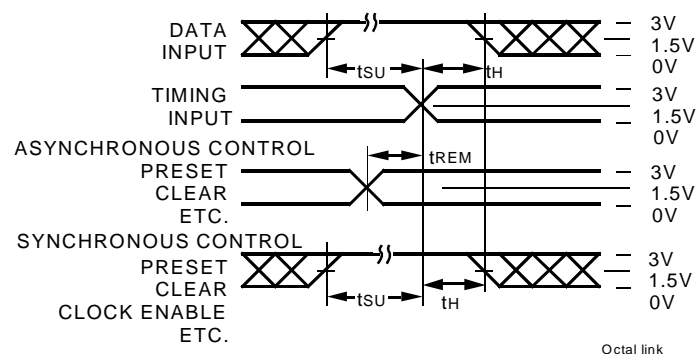 DATA
INPUT
tSU
tH
3V
1.5V
0V
TIMING
INPUT
3V
1.5V
0V
ASYNCHRONOUS CONTROL
PRESET
CLEAR
ETC.
tREM
3V
1.5V
0V
SYNCHRONOUS CONTROL
PRESET
CLEAR
CLOCK ENABLE
ETC.
tSU
tH
3V
1.5V
0V
Octal link